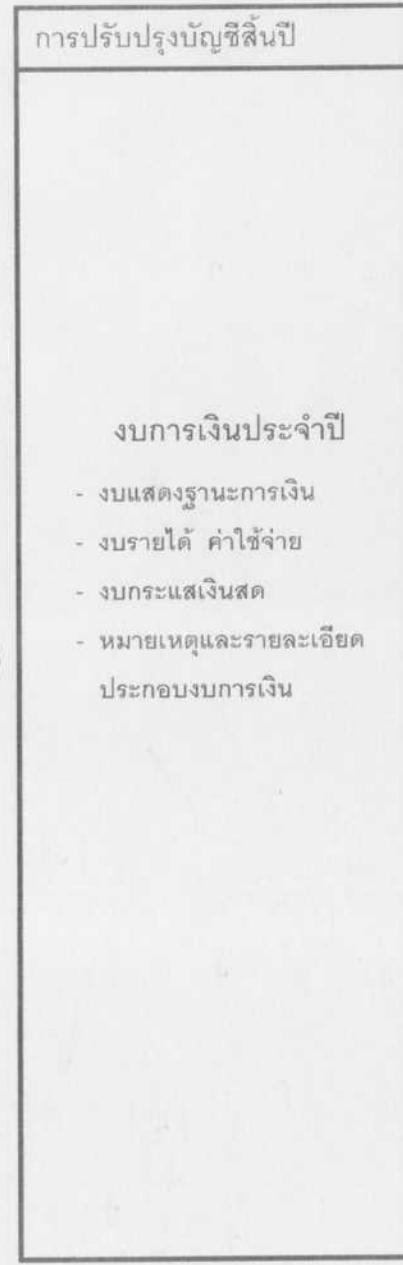 การปรับปรุงบัญชีสิ้นปี
งบการเงินประจำปี
- งบแสดงฐานะการเงิน
- งบรายได้ ค่าใช้จ่าย
- งบกระแสเงินสด
- หมายเหตุและรายละเอียด
ประกอบงบการเงิน